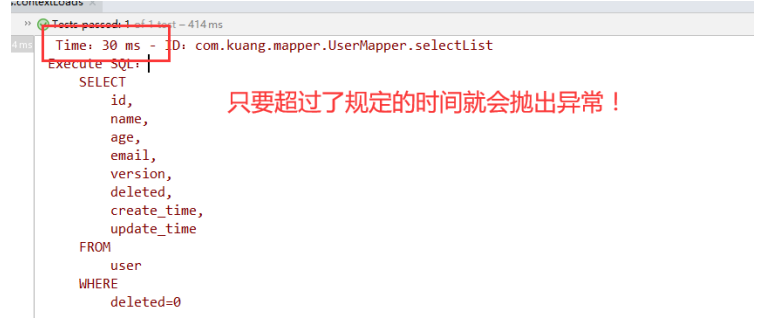 .contextLoads ×
» Tests passed: 1 of 1 test – 414 ms
4 ms
Time：30 ms - ID：com.kuang.mapper.UserMapper.selectList
Execute SQL：
SELECT
id,
name,
age,
email,
version,
deleted,
create_time,
update_time
FROM
user
WHERE
deleted=0
只要超过了规定的时间就会抛出异常！